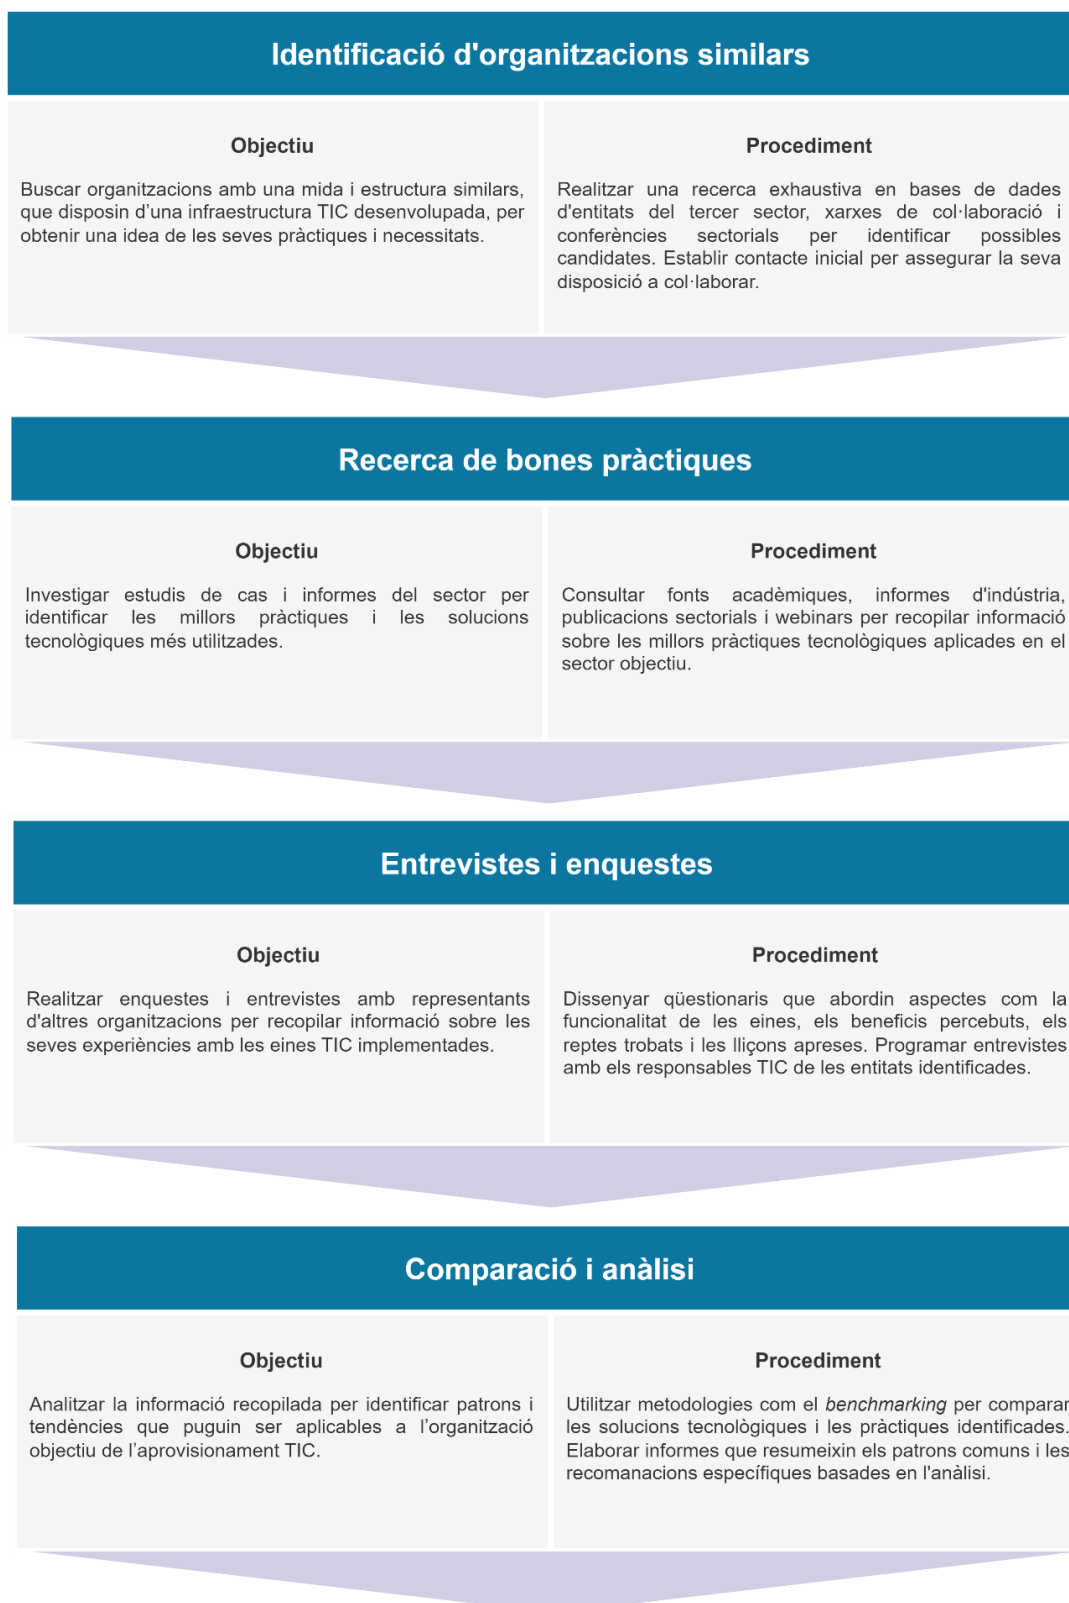 Identificació d'organitzacions similars
Objectiu
Buscar organitzacions amb una mida i estructura similars,
que disposin d’una infraestructura TIC desenvolupada, per
obtenir una idea de les seves pràctiques i necessitats.
Procediment
Realitzar una recerca exhaustiva en bases de dades
d'entitats del tercer sector, xarxes de col·laboració i
conferències sectorials per identificar possibles
candidates. Establir contacte inicial per assegurar la seva
disposició a col·laborar.
Recerca de bones pràctiques
Objectiu
Investigar estudis de cas i informes del sector per
identificar les millors pràctiques i les solucions
tecnològiques més utilitzades.
Procediment
Consultar fonts acadèmiques, informes d'indústria,
publicacions sectorials i webinars per recopilar informació
sobre les millors pràctiques tecnològiques aplicades en el
sector objectiu.
Entrevistes i enquestes
Objectiu
Realitzar enquestes i entrevistes amb representants
d'altres organitzacions per recopilar informació sobre les
seves experiències amb les eines TIC implementades.
Procediment
Dissenyar qüestionaris que abordin aspectes com la
funcionalitat de les eines, els beneficis percebuts, els
reptes trobats i les lliçons apreses. Programar entrevistes
amb els responsables TIC de les entitats identificades.
Comparació i anàlisi
Objectiu
Analitzar la informació recopilada per identificar patrons i
tendències que puguin ser aplicables a l’organització
objectiu de l’aprovisionament TIC.
Procediment
Utilitzar metodologies com el benchmarking per comparar
les solucions tecnològiques i les pràctiques identificades.
Elaborar informes que resumeixin els patrons comuns i les
recomanacions específiques basades en l'anàlisi.